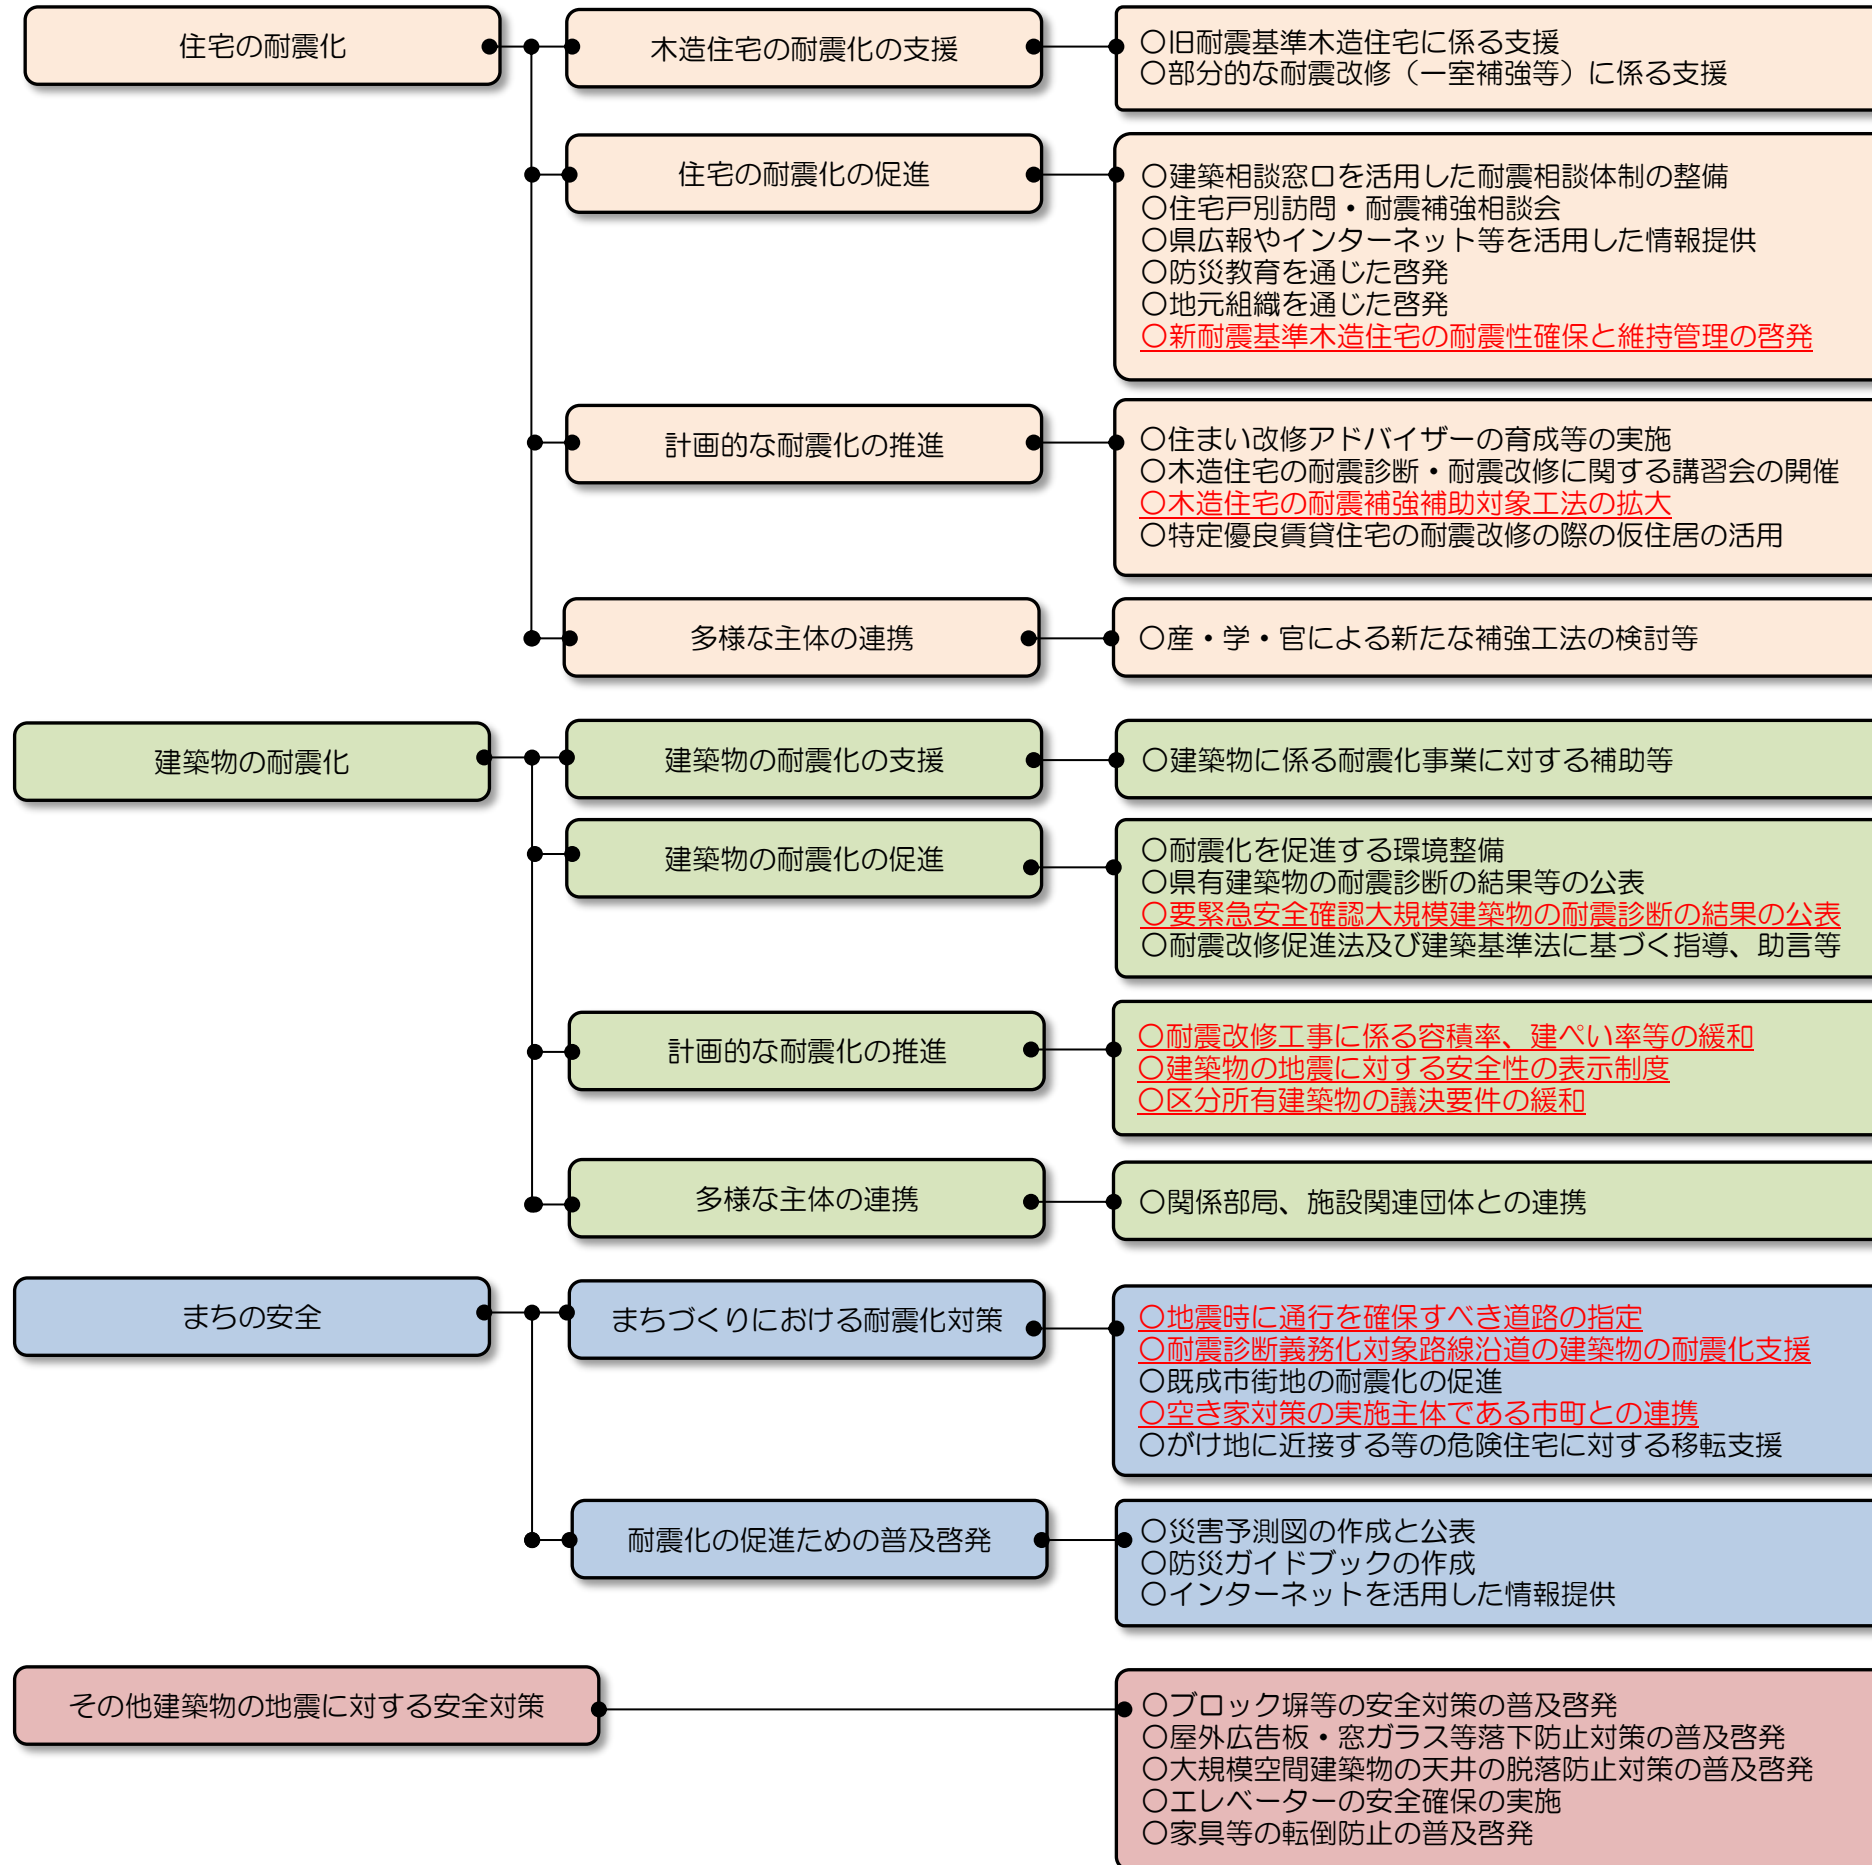 住宅の耐震化
木造住宅の耐震化の支援
〇旧耐震基準木造住宅に係る支援
〇部分的な耐震改修（一室補強等）に係る支援
住宅の耐震化の促進
〇建築相談窓口を活用した耐震相談体制の整備
〇住宅戸別訪問・耐震補強相談会
〇県広報やインターネット等を活用した情報提供
〇防災教育を通じた啓発
〇地元組織を通じた啓発
〇新耐震基準木造住宅の耐震性確保と維持管理の啓発
計画的な耐震化の推進
〇住まい改修アドバイザーの育成等の実施
〇木造住宅の耐震診断・耐震改修に関する講習会の開催
〇木造住宅の耐震補強補助対象工法の拡大
〇特定優良賃貸住宅の耐震改修の際の仮住居の活用
多様な主体の連携
〇産・学・官による新たな補強工法の検討等
建築物の耐震化
建築物の耐震化の支援
〇建築物に係る耐震化事業に対する補助等
建築物の耐震化の促進
〇耐震化を促進する環境整備
〇県有建築物の耐震診断の結果等の公表
〇要緊急安全確認大規模建築物の耐震診断の結果の公表
〇耐震改修促進法及び建築基準法に基づく指導、助言等
計画的な耐震化の推進
〇耐震改修工事に係る容積率、建ぺい率等の緩和
〇建築物の地震に対する安全性の表示制度
〇区分所有建築物の議決要件の緩和
多様な主体の連携
〇関係部局、施設関連団体との連携
まちの安全
まちづくりにおける耐震化対策
〇地震時に通行を確保すべき道路の指定
〇耐震診断義務化対象路線沿道の建築物の耐震化支援
〇既成市街地の耐震化の促進
〇空き家対策の実施主体である市町との連携
〇がけ地に近接する等の危険住宅に対する移転支援
耐震化の促進ための普及啓発
〇災害予測図の作成と公表
〇防災ガイドブックの作成
〇インターネットを活用した情報提供
その他建築物の地震に対する安全対策
〇ブロック塀等の安全対策の普及啓発
〇屋外広告板・窓ガラス等落下防止対策の普及啓発
〇大規模空間建築物の天井の脱落防止対策の普及啓発
〇エレベーターの安全確保の実施
〇家具等の転倒防止の普及啓発